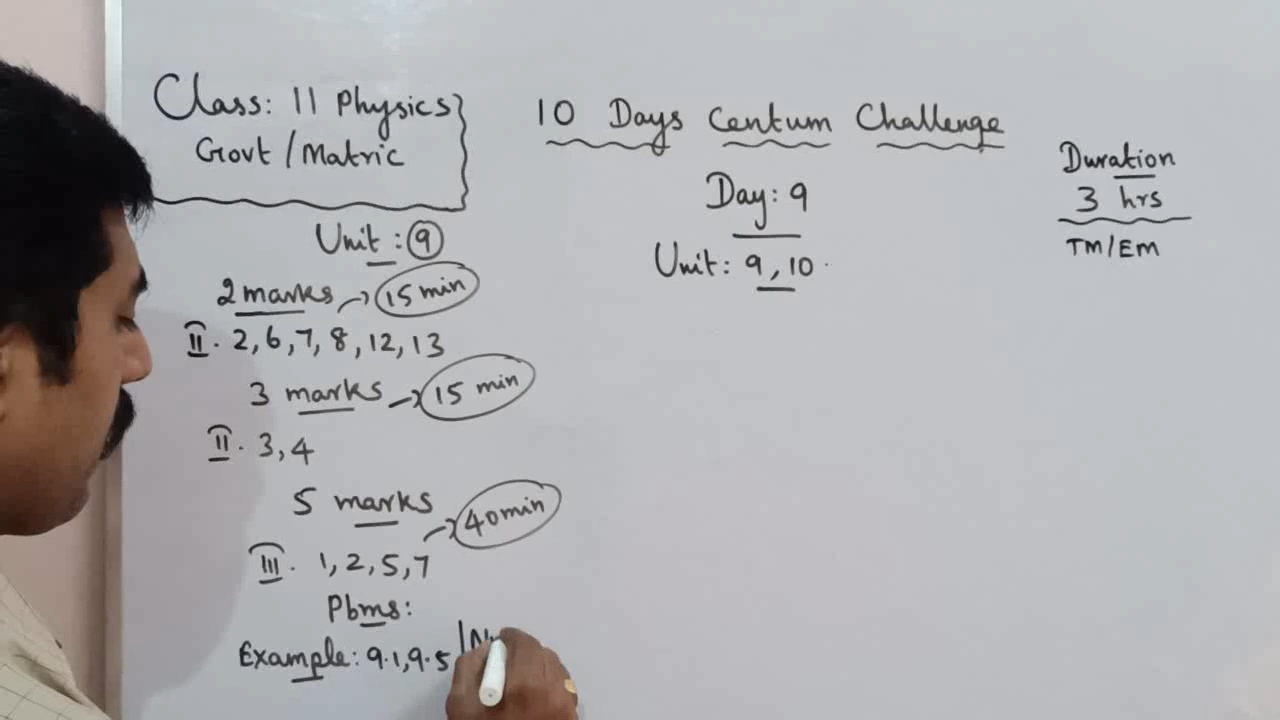 Class: 11 Physics
Govt / Matric
10 Days Centum Challenge
Day: 9
Unit: 9, 10.
Duration
3 hrs
TM/EM
Unit: 9
2 marks → 15 min
II. 2, 6, 7, 8, 12, 13
3 marks → 15 min
II. 3, 4
5 marks → 40 min
III. 1, 2, 5, 7
Pbms:
Example: 9.1, 9.5 /